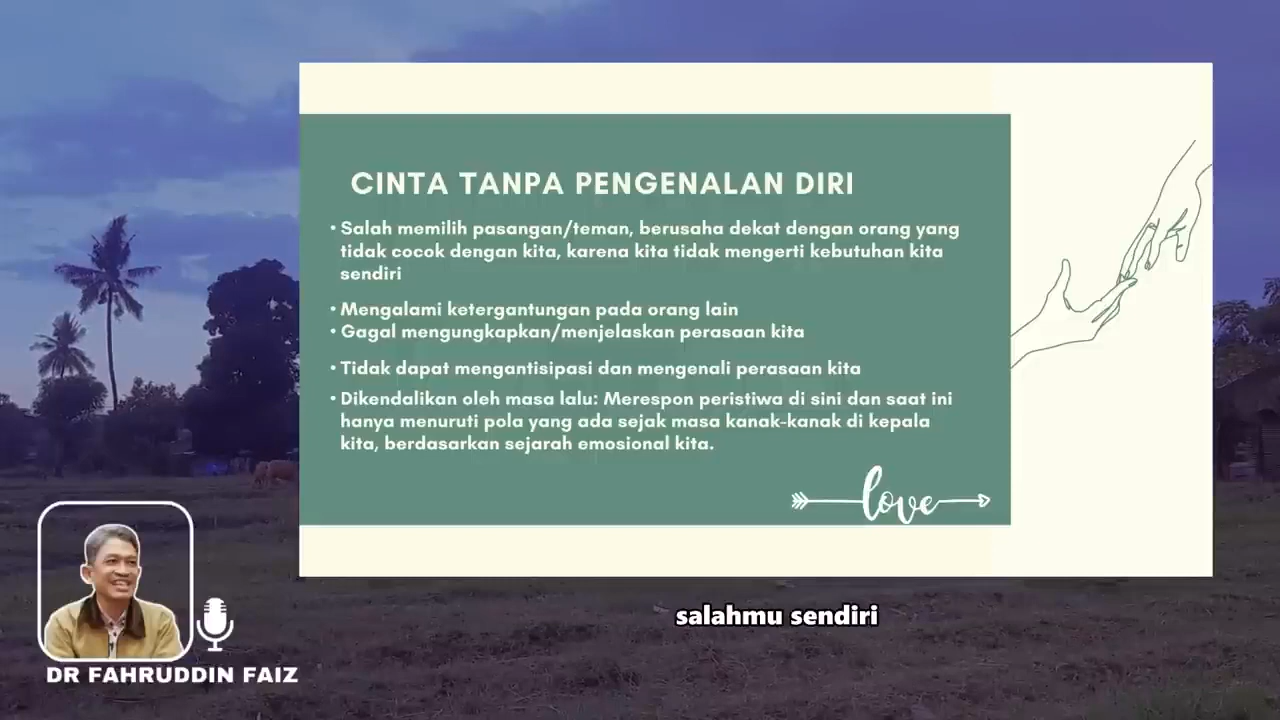 CINTA TANPA PENGENALAN DIRI
• Salah memilih pasangan/teman, berusaha dekat dengan orang yang
tidak cocok dengan kita, karena kita tidak mengerti kebutuhan kita
sendiri
• Mengalami ketergantungan pada orang lain
• Gagal mengungkapkan/menjelaskan perasaan kita
• Tidak dapat mengantisipasi dan mengenali perasaan kita
• Dikendalikan oleh masa lalu: Merespon peristiwa di sini dan saat ini
hanya menuruti pola yang ada sejak masa kanak-kanak di kepala
kita, berdasarkan sejarah emosional kita.
love
salahmu sendiri
DR FAHRUDDIN FAIZ